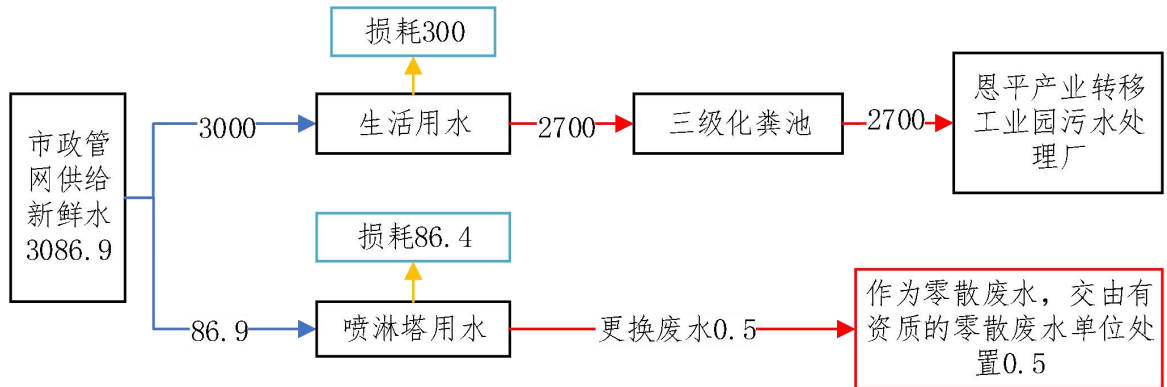 损耗300
市政管
网供给
新鲜水
3086.9
3000
生活用水
2700
三级化粪池
2700
恩平产业转移
工业园污水处
理厂
损耗86.4
86.9
喷淋塔用水
更换废水0.5
作为零散废水，交由有
资质的零散废水单位处
置0.5